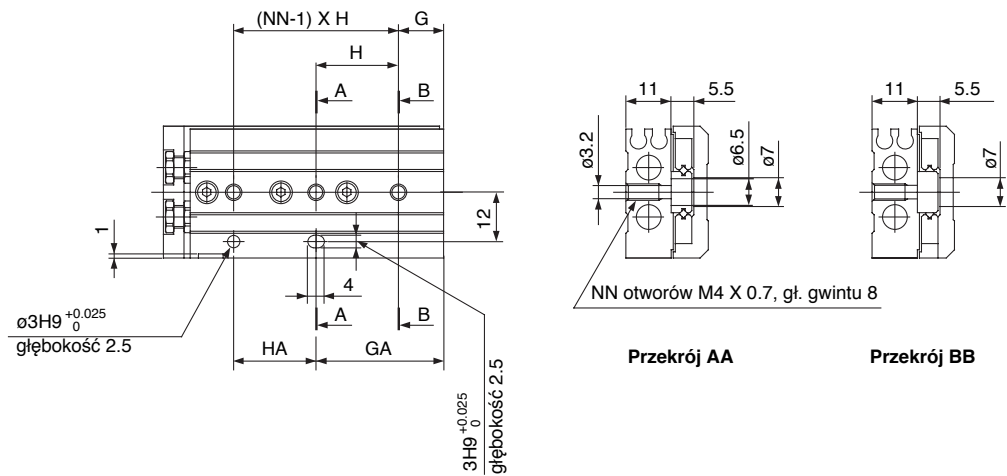 (NN-1) X H
G
H
A
B
11
5.5
11
5.5
ø3.2
ø6.5
ø7
ø7
12
1
4
NN otworów M4 X 0.7, gł. gwintu 8
A
B
ø3H9 +0.025 0
głębokość 2.5
HA
GA
3H9 +0.025 0
głębokość 2.5
Przekrój AA
Przekrój BB